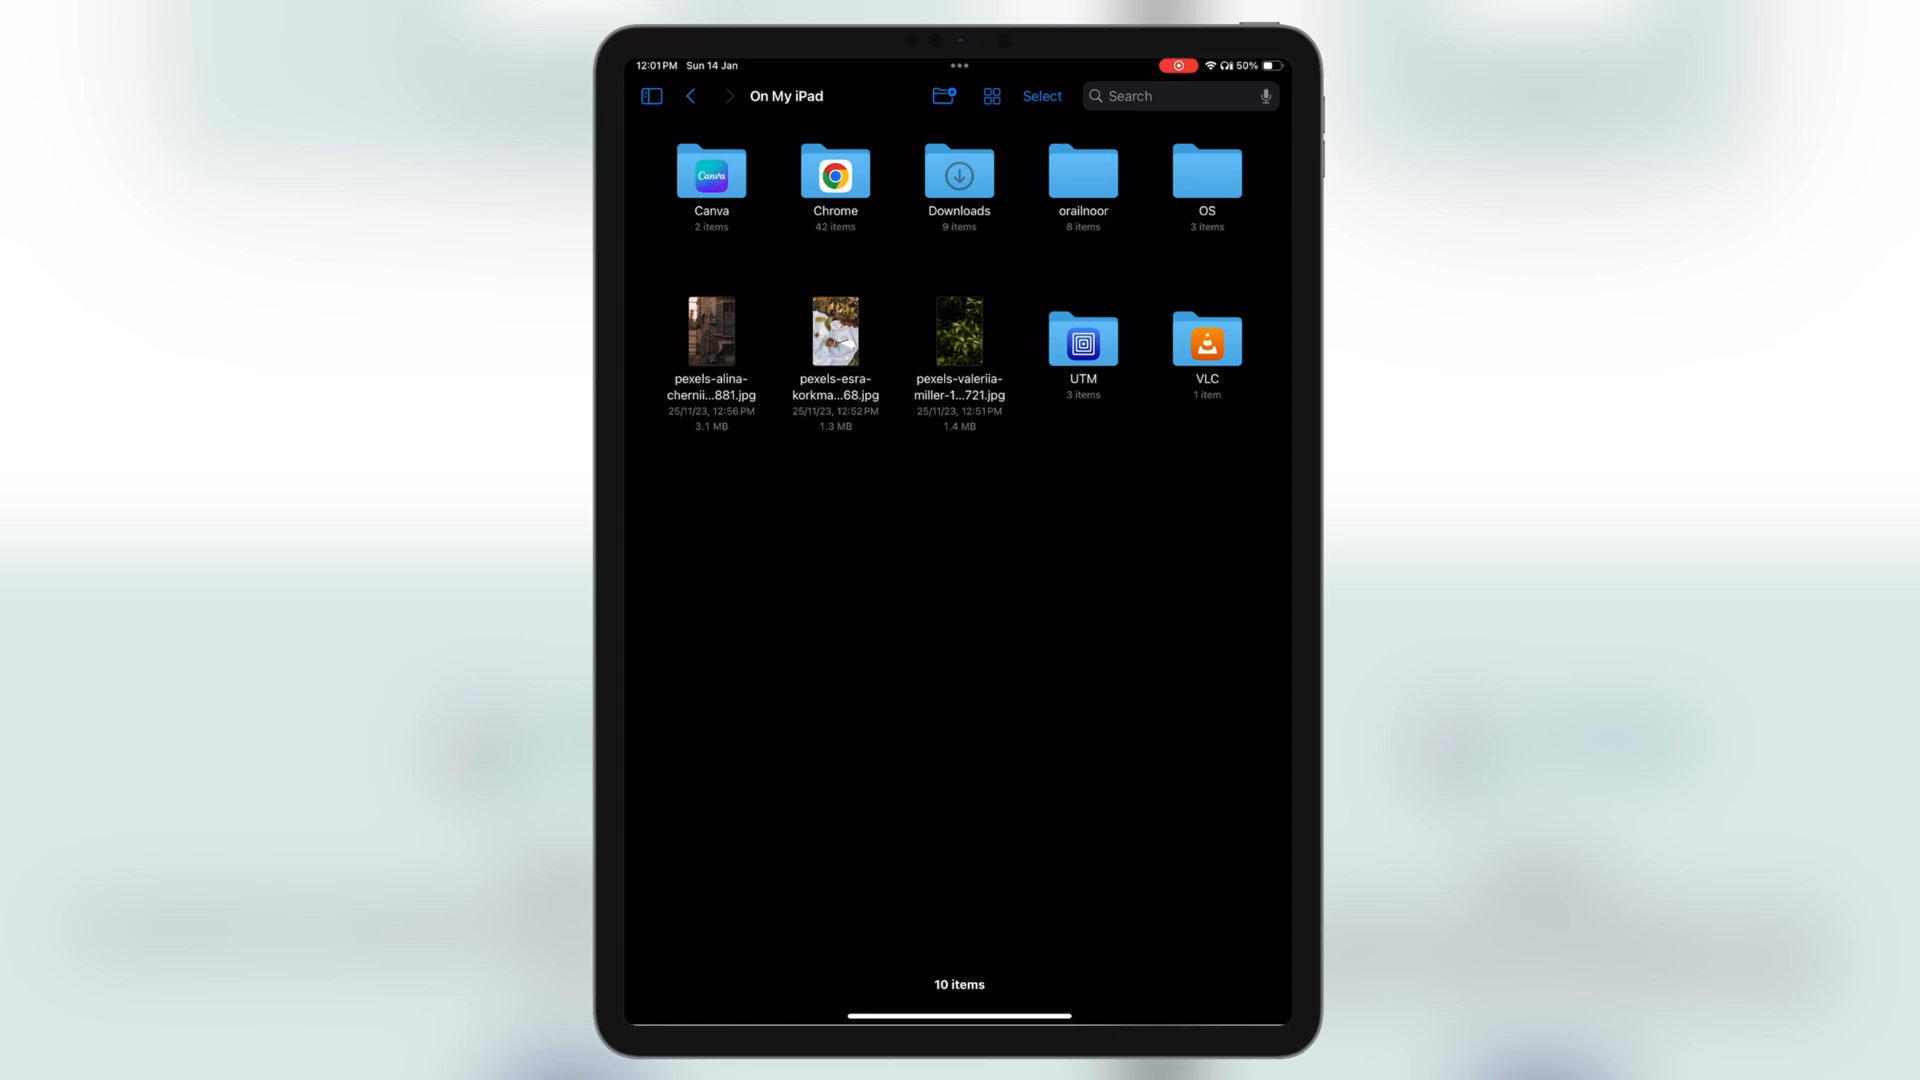 12:01 PM Sun 14 Jan
50%
On My iPad
Select
Search
Canva
Canva
2 items
Chrome
42 items
Downloads
9 items
orailnoor
8 items
OS
3 items
pexels-alina-
chernii...881.jpg
25/11/23, 12:56 PM
3.1 MB
pexels-esra-
korkma...68.jpg
25/11/23, 12:52 PM
1.3 MB
pexels-valeriia-
miller-1...721.jpg
25/11/23, 12:51 PM
1.4 MB
UTM
3 items
VLC
1 item
10 items